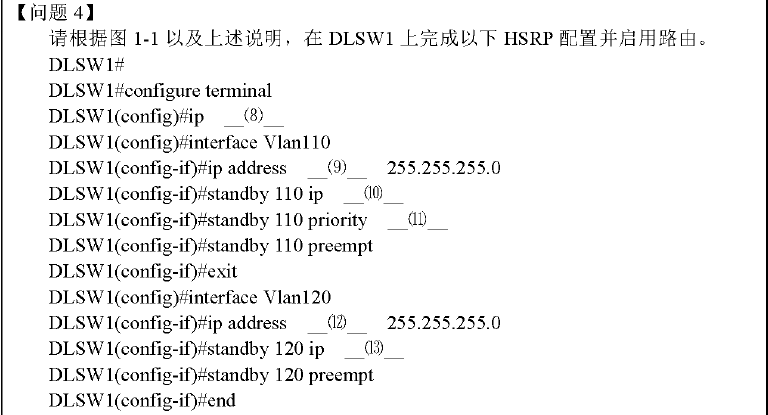 【问题 4】
请根据图 1-1 以及上述说明，在 DLSW1 上完成以下 HSRP 配置并启用路由。
DLSW1#
DLSW1#configure terminal
DLSW1(config)#ip __⑻__
DLSW1(config)#interface Vlan110
DLSW1(config-if)#ip address __⑼__ 255.255.255.0
DLSW1(config-if)#standby 110 ip __⑽__
DLSW1(config-if)#standby 110 priority __⑾__
DLSW1(config-if)#standby 110 preempt
DLSW1(config-if)#exit
DLSW1(config)#interface Vlan120
DLSW1(config-if)#ip address __⑿__ 255.255.255.0
DLSW1(config-if)#standby 120 ip __⒀__
DLSW1(config-if)#standby 120 preempt
DLSW1(config-if)#end